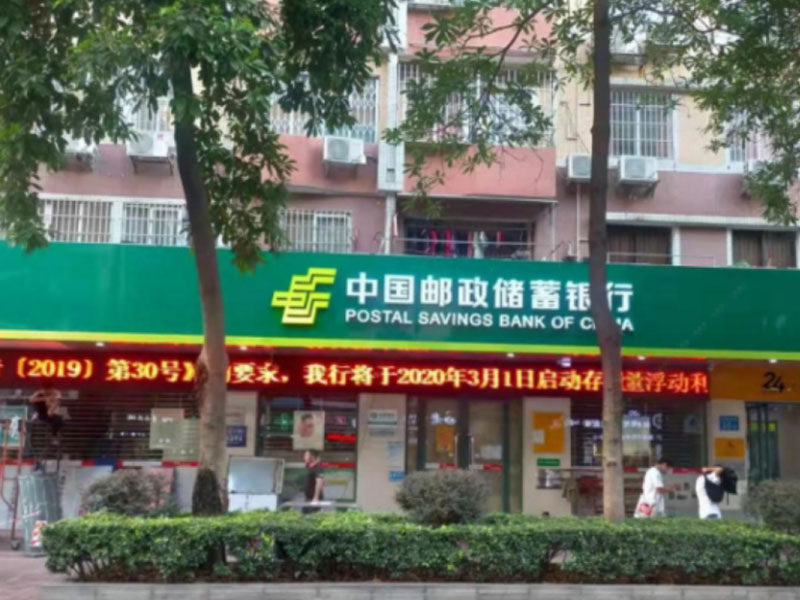 中国邮政储蓄银行
POSTAL SAVINGS BANK OF
〔2019〕第30号》的要求，我行将于2020年3月1日启动存 量浮动利
24